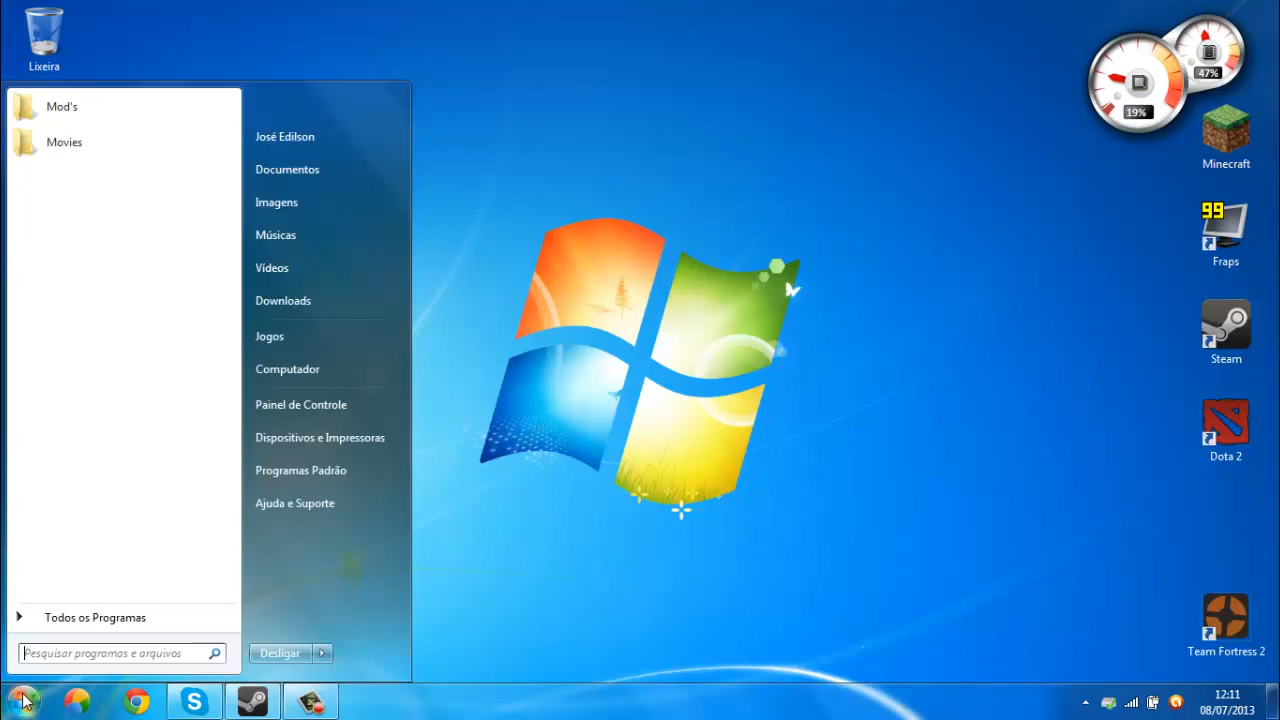 Lixeira
Mod's
Movies
José Edilson
Documentos
Imagens
Músicas
Vídeos
Downloads
Jogos
Computador
Painel de Controle
Dispositivos e Impressoras
Programas Padrão
Ajuda e Suporte
Todos os Programas
Pesquisar programas e arquivos
Desligar
47%
19%
Minecraft
99
Fraps
Steam
Dota 2
Team Fortress 2
12:11
08/07/2013